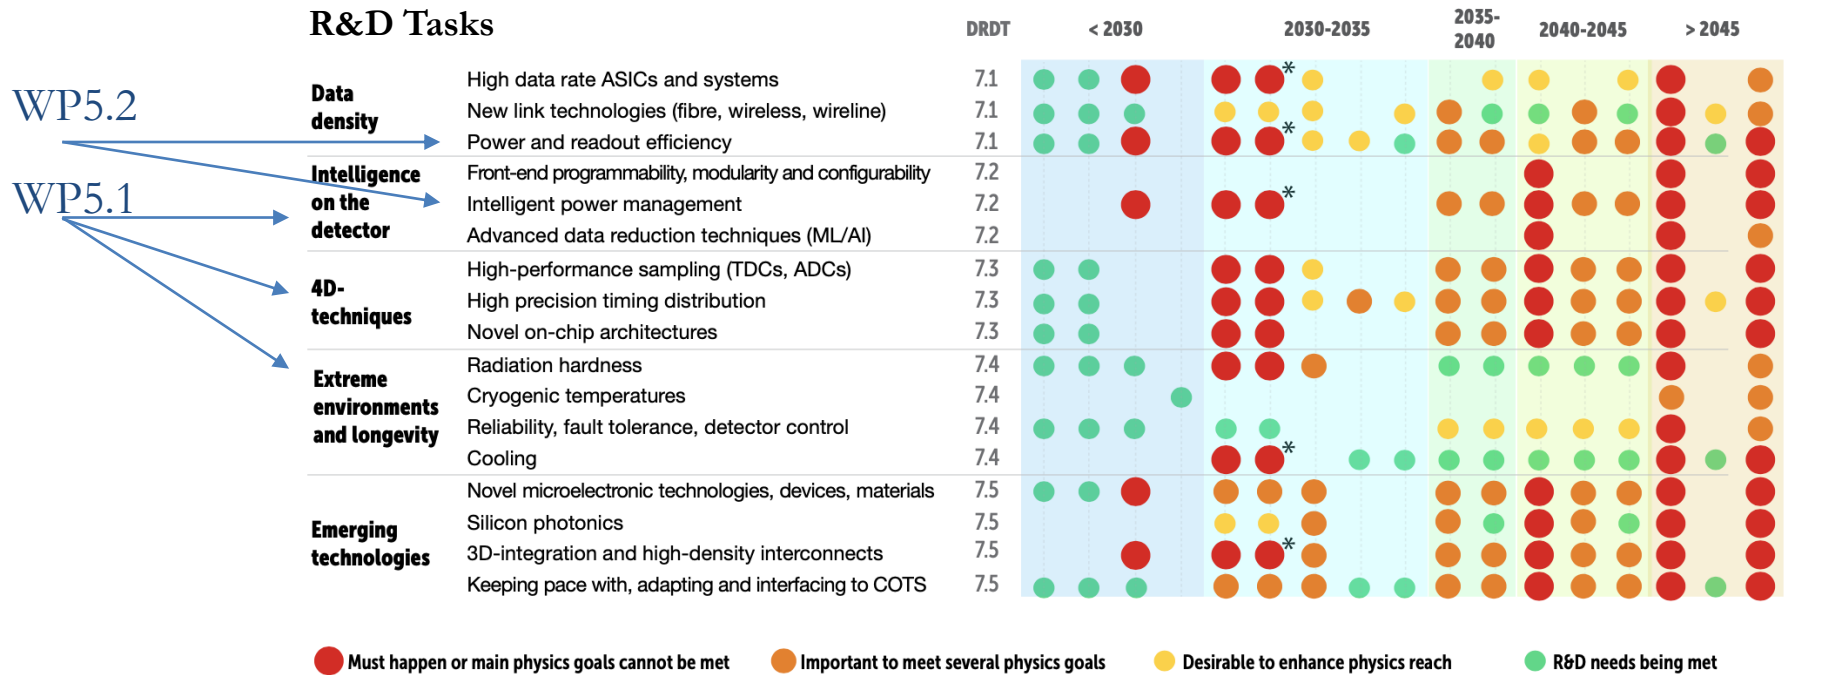 R&D Tasks
DRDT
< 2030
2030-2035
2035-
2040
2040-2045
> 2045
WP5.2
WP5.1
Data
density
High data rate ASICs and systems 7.1 *
New link technologies (fibre, wireless, wireline) 7.1
Power and readout efficiency 7.1 *
Intelligence
on the
detector
Front-end programmability, modularity and configurability 7.2
Intelligent power management 7.2 *
Advanced data reduction techniques (ML/AI) 7.2
4D-
techniques
High-performance sampling (TDCs, ADCs) 7.3
High precision timing distribution 7.3
Novel on-chip architectures 7.3
Extreme
environments
and longevity
Radiation hardness 7.4
Cryogenic temperatures 7.4
Reliability, fault tolerance, detector control 7.4
Cooling 7.4 *
Emerging
technologies
Novel microelectronic technologies, devices, materials 7.5
Silicon photonics 7.5
3D-integration and high-density interconnects 7.5 *
Keeping pace with, adapting and interfacing to COTS 7.5
Must happen or main physics goals cannot be met
Important to meet several physics goals
Desirable to enhance physics reach
R&D needs being met